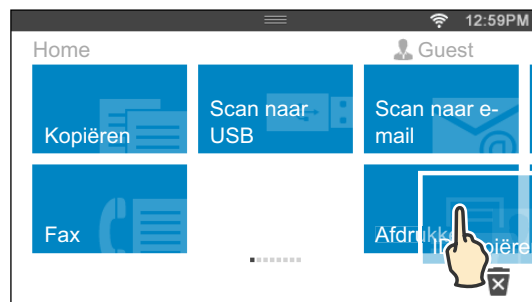 12:59PM
Home
Guest
Kopiëren
Scan naar
USB
Scan naar e-
mail
Fax